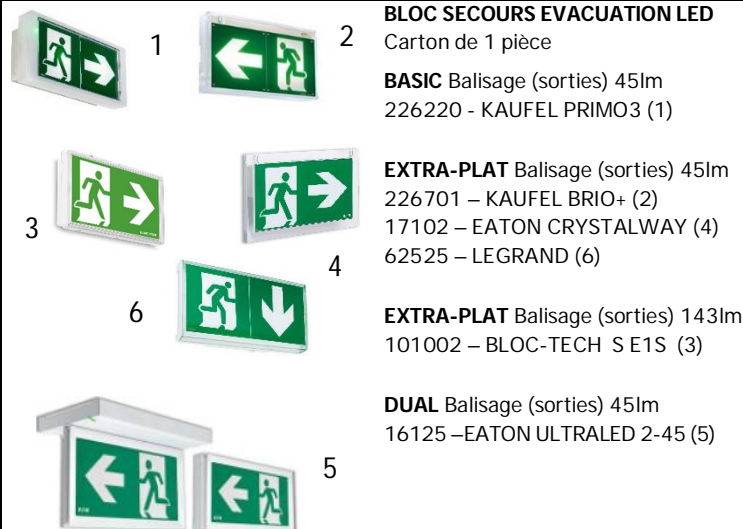 BLOC SECOURS EVACUATION LED
Carton de 1 pièce
BASIC Balisage (sorties) 45lm
226220 - KAUFEL PRIMO3 (1)
EXTRA-PLAT Balisage (sorties) 45lm
226701 – KAUFEL BRIO+ (2)
17102 – EATON CRYSTALWAY (4)
62525 – LEGRAND (6)
EXTRA-PLAT Balisage (sorties) 143lm
101002 – BLOC-TECH S E1S (3)
DUAL Balisage (sorties) 45lm
16125 –EATON ULTRALED 2-45 (5)
1
2
3
4
6
5